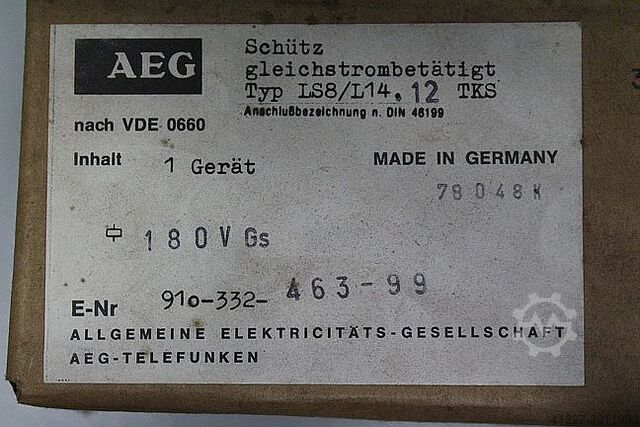 AEG
Schütz
gleichstrombetätigt
Typ LS8/L14.12 TKS
Anschlußbezeichnung n. DIN 46199
nach VDE 0660
Inhalt 1 Gerät
MADE IN GERMANY
78048K
180V Gs
E-Nr 910-332-463-99
ALLGEMEINE ELEKTRICITÄTS-GESELLSCHAFT
AEG-TELEFUNKEN